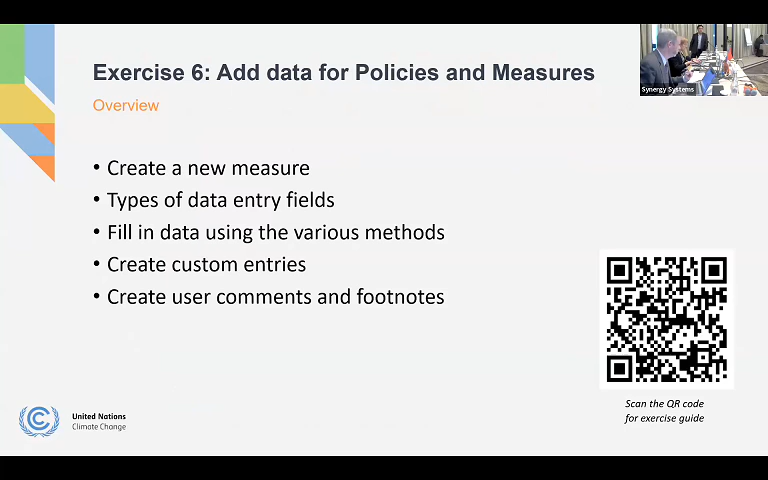 Exercise 6: Add data for Policies and Measures
Overview
Synergy Systems
• Create a new measure
• Types of data entry fields
• Fill in data using the various methods
• Create custom entries
• Create user comments and footnotes
Scan the QR code
for exercise guide
United Nations
Climate Change